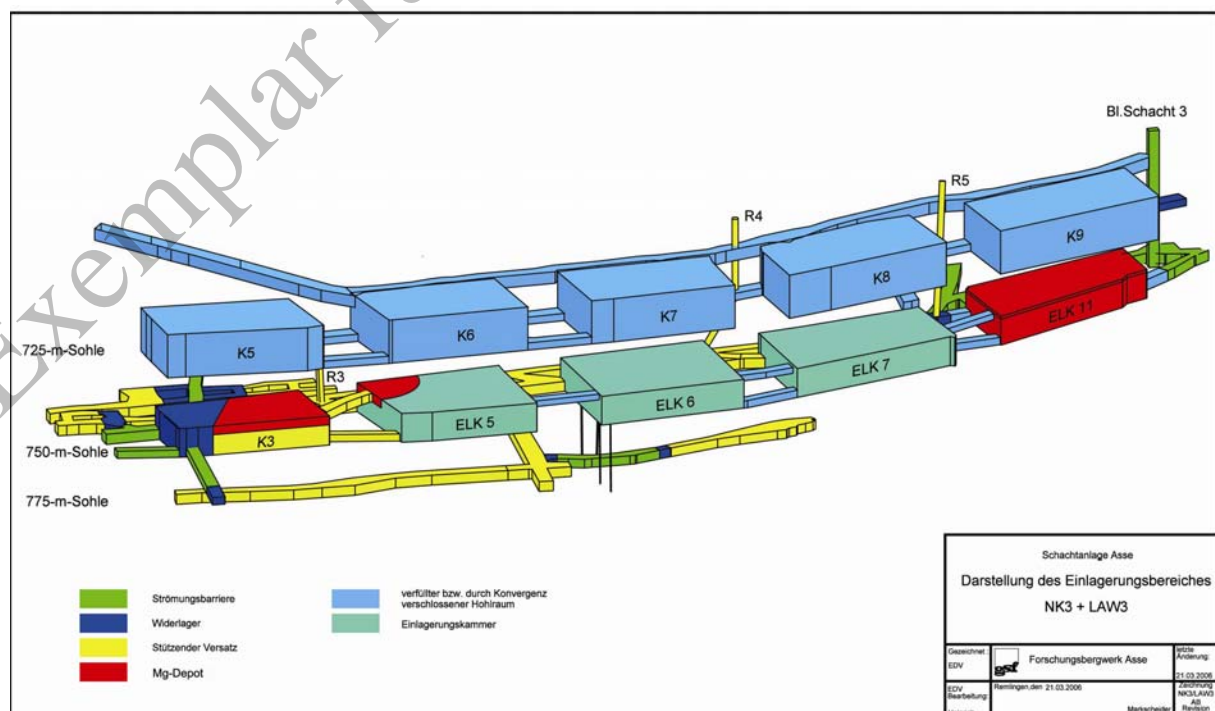 Exemplar
Bl.Schacht 3
R5
R4
K9
K8
K7
K6
K5
725-m-Sohle
ELK 11
ELK 7
ELK 6
ELK 5
R3
K3
750-m-Sohle
775-m-Sohle
Strömungsbarriere
Widerlager
Stützender Versatz
Mg-Depot
verfüllter bzw. durch Konvergenz
verschlossener Hohlraum
Einlagerungskammer
Schachtanlage Asse
Darstellung des Einlagerungsbereiches
NK3 + LAW3
Gezeichnet:
EDV
gsf
Forschungsbergwerk Asse
letzte
Änderung:
21.03.2006
EDV
Bearbeitung:
Remlingen,den 21.03.2006
Markscheider
Zeichnung
NK3/LAW3
AB
Revision